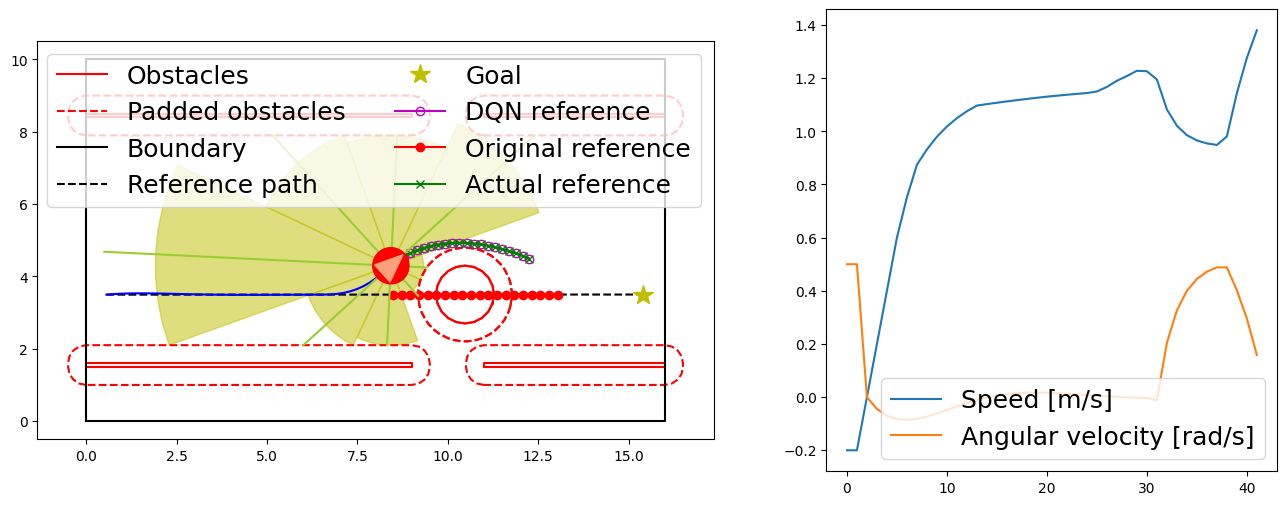 Obstacles
Padded obstacles
Boundary
Reference path
Goal
DQN reference
Original reference
Actual reference
10
8
6
4
2
0
0.0 2.5 5.0 7.5 10.0 12.5 15.0
1.4
1.2
1.0
0.8
0.6
0.4
0.2
0.0
−0.2
Speed [m/s]
Angular velocity [rad/s]
0 10 20 30 40